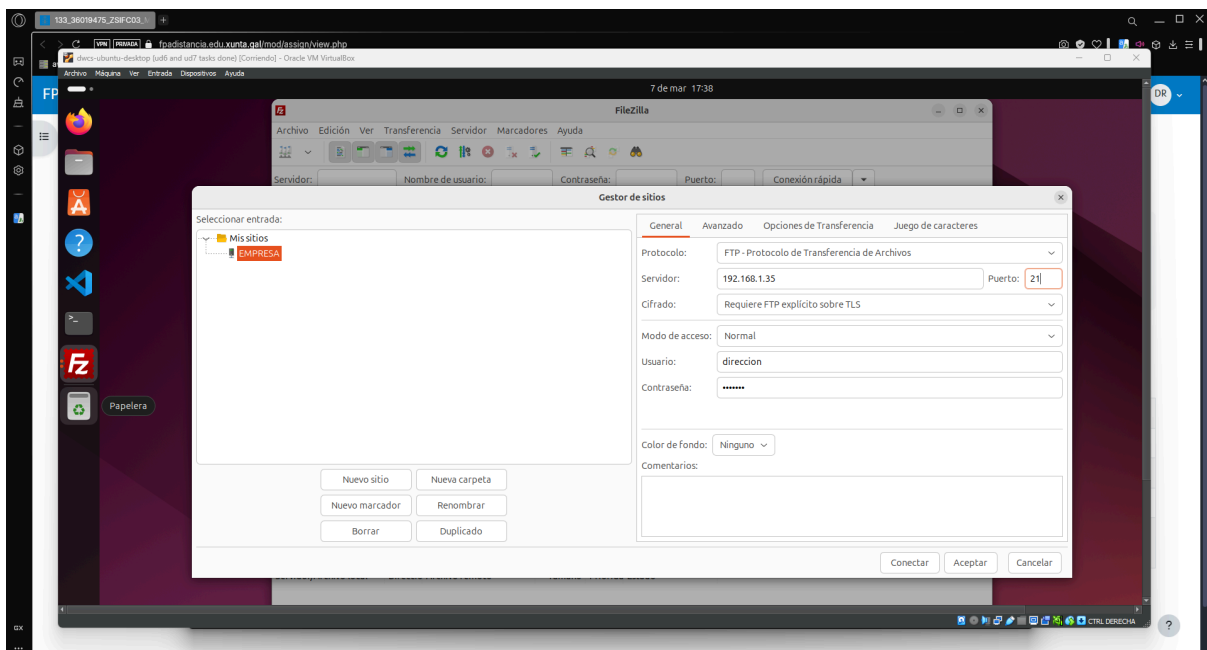 133_36019475_ZSIFC03_
VPN PRIVADA fpadistancia.edu.xunta.gal/mod/assign/view.php
dwcs-ubuntu-desktop (ud6 and ud7 tasks done) [Corriendo] - Oracle VM VirtualBox
Archivo Máquina Ver Entrada Dispositivos Ayuda
FP
DR
7 de mar 17:38
FileZilla
Archivo Edición Ver Transferencia Servidor Marcadores Ayuda
Servidor: Nombre de usuario: Contraseña: Puerto: Conexión rápida
Gestor de sitios
Seleccionar entrada:
Mis sitios
EMPRESA
Nuevo sitio Nueva carpeta
Nuevo marcador Renombrar
Borrar Duplicado
General Avanzado Opciones de Transferencia Juego de caracteres
Protocolo: FTP - Protocolo de Transferencia de Archivos
Servidor: 192.168.1.35 Puerto: 21
Cifrado: Requiere FTP explícito sobre TLS
Modo de acceso: Normal
Usuario: direccion
Contraseña: •••••••
Color de fondo: Ninguno
Comentarios:
Conectar Aceptar Cancelar
Papelera
CTRL DERECHA
?